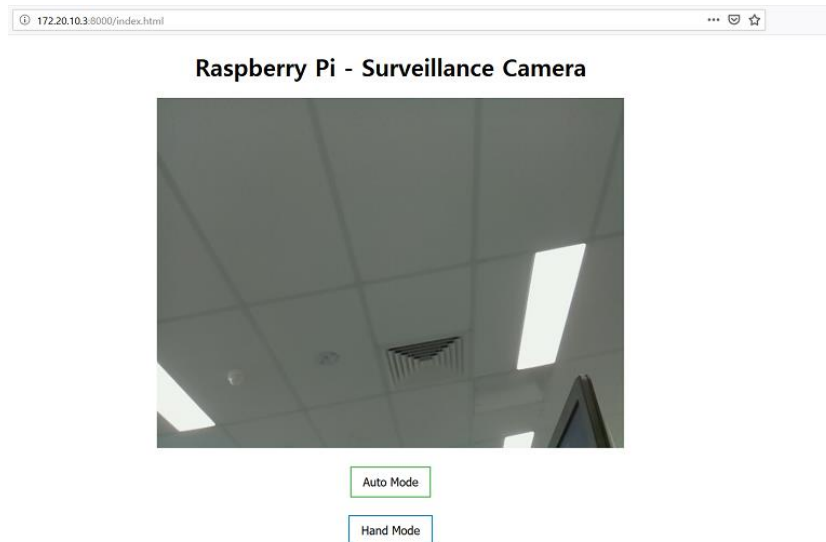 172.20.10.3:8000/index.html
Raspberry Pi - Surveillance Camera
Auto Mode
Hand Mode